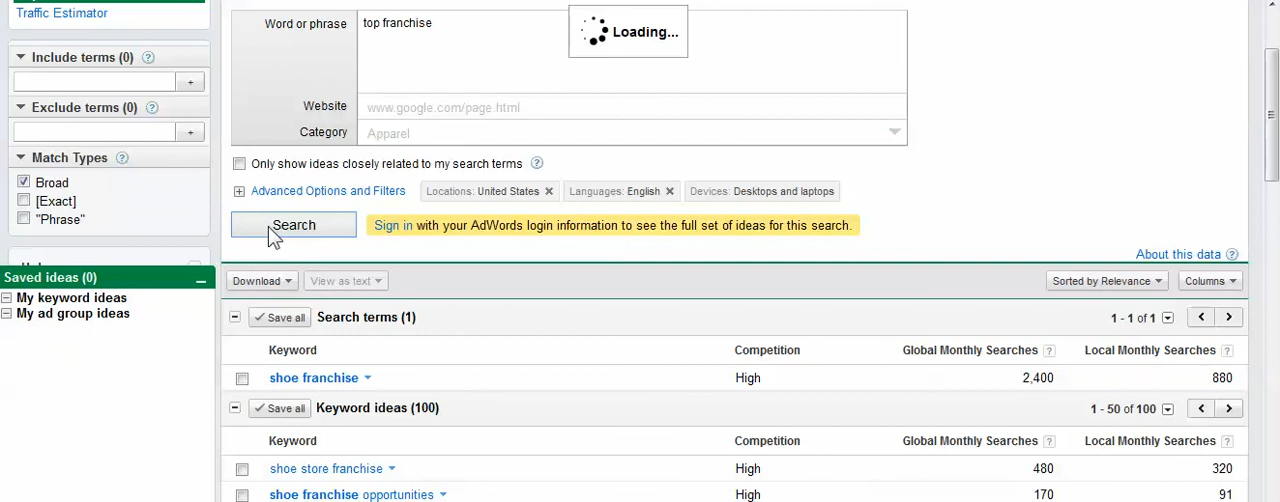 Traffic Estimator
Include terms (0) ?
+
Exclude terms (0) ?
+
Match Types ?
Broad
[Exact]
"Phrase"
Saved ideas (0)
My keyword ideas
My ad group ideas
Word or phrase top franchise
Loading...
Website www.google.com/page.html
Category Apparel
Only show ideas closely related to my search terms ?
Advanced Options and Filters Locations: United States × Languages: English × Devices: Desktops and laptops
Search Sign in with your AdWords login information to see the full set of ideas for this search.
About this data ?
Download View as text Sorted by Relevance Columns
Save all Search terms (1) 1 - 1 of 1
Keyword Competition Global Monthly Searches ? Local Monthly Searches ?
shoe franchise High 2,400 880
Save all Keyword ideas (100) 1 - 50 of 100
Keyword Competition Global Monthly Searches ? Local Monthly Searches ?
shoe store franchise High 480 320
shoe franchise opportunities High 170 91